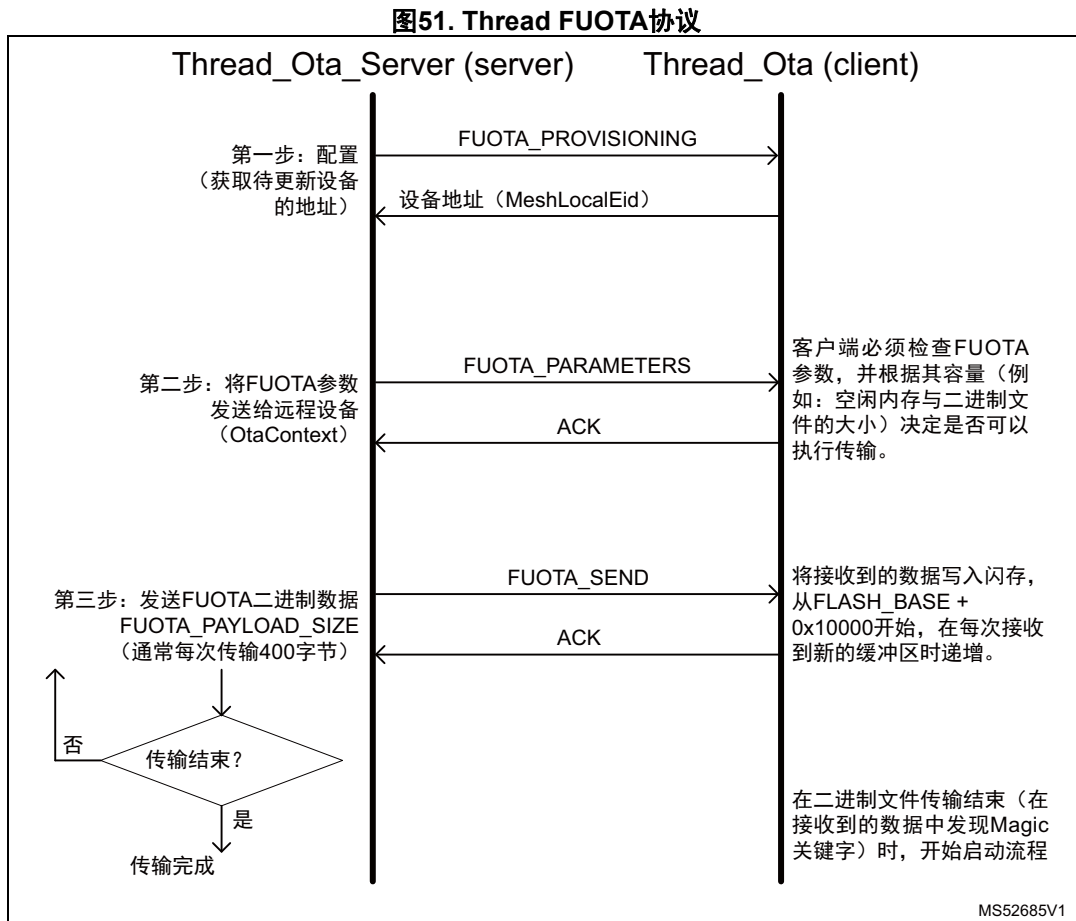 图51. Thread FUOTA协议
Thread_Ota_Server (server)
Thread_Ota (client)
第一步：配置
（获取待更新设备
的地址）
FUOTA_PROVISIONING
设备地址（MeshLocalEid）
第二步：将FUOTA参数
发送给远程设备
（OtaContext）
FUOTA_PARAMETERS
ACK
客户端必须检查FUOTA
参数，并根据其容量（例
如：空闲内存与二进制文
件的大小）决定是否可以
执行传输。
第三步：发送FUOTA二进制数据
FUOTA_PAYLOAD_SIZE
（通常每次传输400字节）
FUOTA_SEND
ACK
将接收到的数据写入闪存，
从FLASH_BASE +
0x10000开始，在每次接收
到新的缓冲区时递增。
否
传输结束？
是
传输完成
在二进制文件传输结束（在
接收到的数据中发现Magic
关键字）时，开始启动流程
MS52685V1